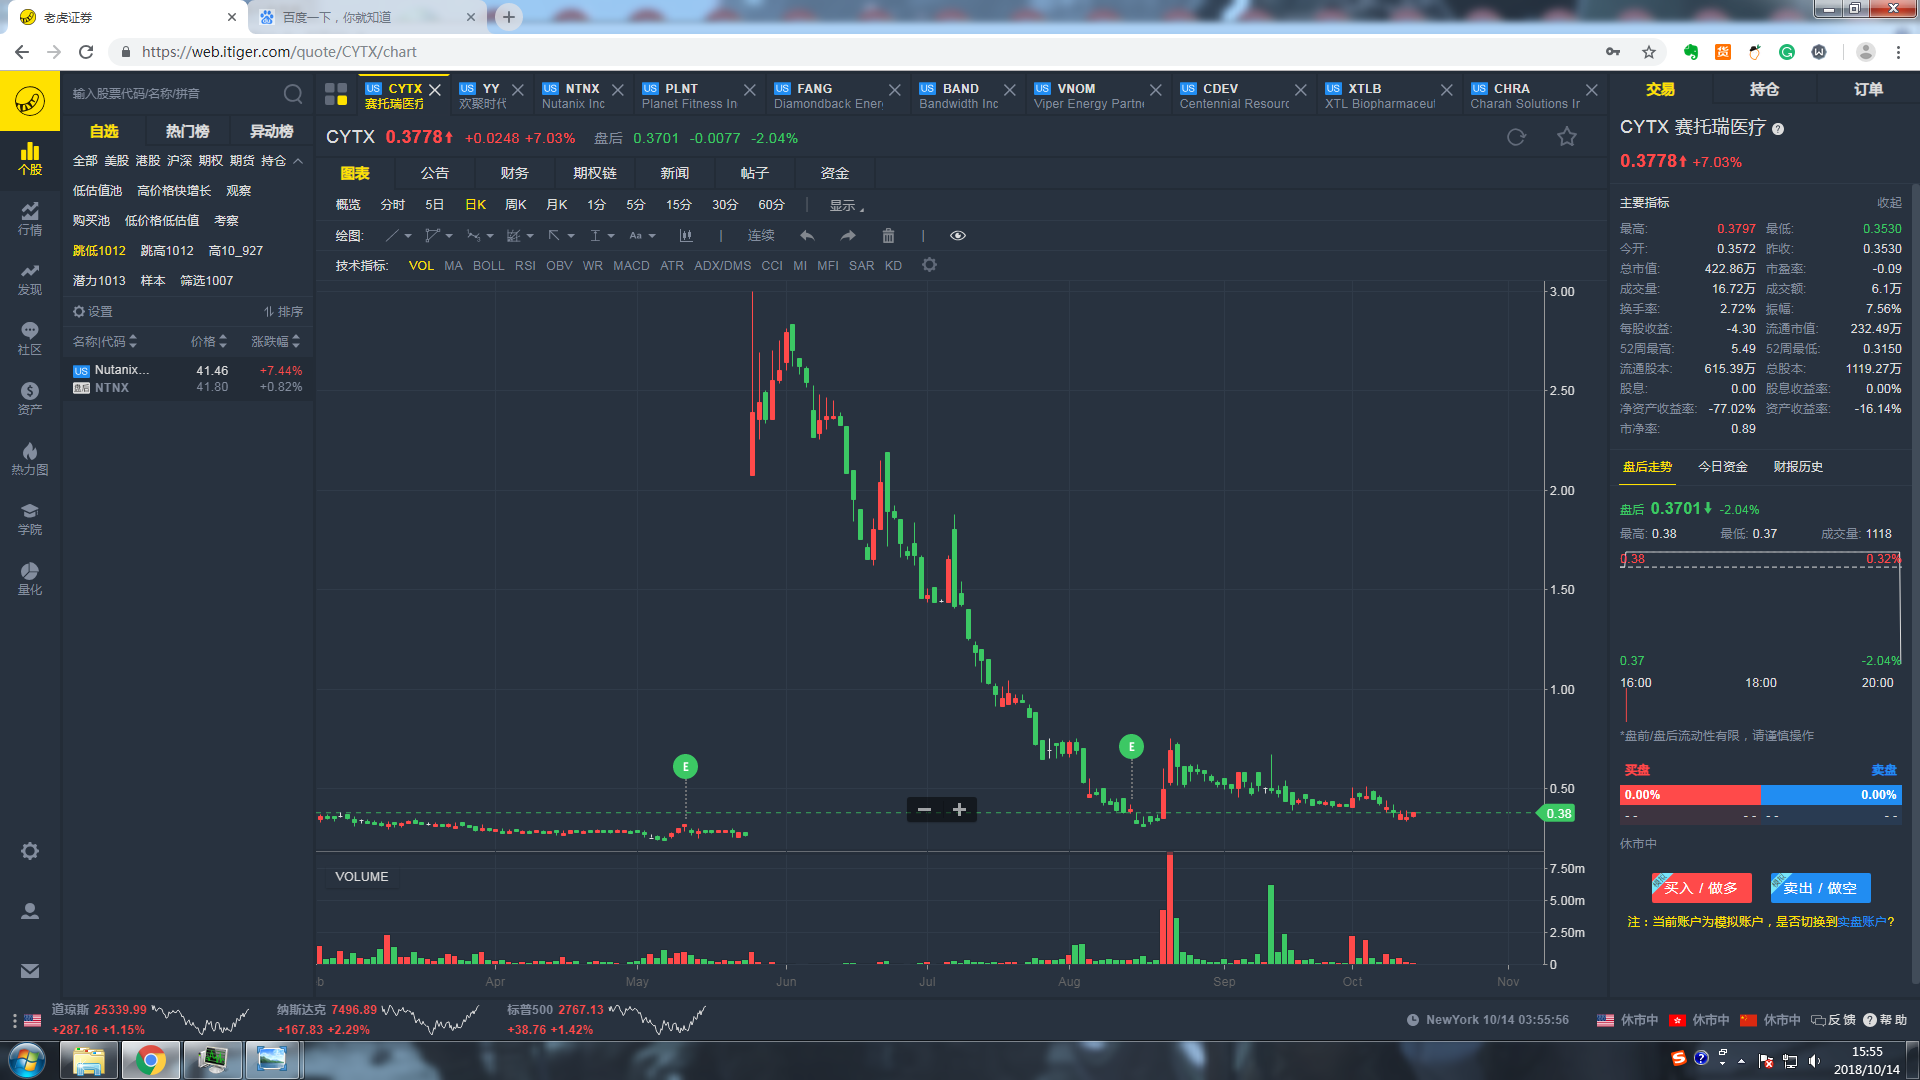 老虎证券
百度一下，你就知道
https://web.itiger.com/quote/CYTX/chart
输入股票代码/名称/拼音
US CYTX
赛托瑞医疗
US YY
欢聚时代
US NTNX
Nutanix Inc
US PLNT
Planet Fitness In
US FANG
Diamondback Ener
US BAND
Bandwidth Inc
US VNOM
Viper Energy Partne
US CDEV
Centennial Resourc
US XTLB
XTL Biopharmaceut
US CHRA
Charah Solutions Ir
交易 持仓 订单
个股
行情
发现
社区
资产
热力图
学院
量化
自选 热门榜 异动榜
全部 美股 港股 沪深 期权 期货 持仓
低估值池 高价格快增长 观察
购买池 低价格低估值 考察
跳低1012 跳高1012 高10_927
潜力1013 样本 筛选1007
设置 排序
名称|代码 价格 涨跌幅
US Nutanix... 41.46 +7.44%
盘后 NTNX 41.80 +0.82%
CYTX 0.3778 +0.0248 +7.03% 盘后 0.3701 -0.0077 -2.04%
图表 公告 财务 期权链 新闻 帖子 资金
概览 分时 5日 日K 周K 月K 1分 5分 15分 30分 60分 | 显示
绘图: Aa | 连续 |
技术指标: VOL MA BOLL RSI OBV WR MACD ATR ADX/DMS CCI MI MFI SAR KD
3.00
2.50
2.00
1.50
1.00
0.50
0.38
E
E
VOLUME
7.50m
5.00m
2.50m
0
b Apr May Jun Jul Aug Sep Oct Nov
CYTX 赛托瑞医疗
0.3778 +7.03%
主要指标 收起
最高: 0.3797 最低: 0.3530
今开: 0.3572 昨收: 0.3530
总市值: 422.86万 市盈率: -0.09
成交量: 16.72万 成交额: 6.1万
换手率: 2.72% 振幅: 7.56%
每股收益: -4.30 流通市值: 232.49万
52周最高: 5.49 52周最低: 0.3150
流通股本: 615.39万 总股本: 1119.27万
股息: 0.00 股息收益率: 0.00%
净资产收益率: -77.02% 资产收益率: -16.14%
市净率: 0.89
盘后走势 今日资金 财报历史
盘后 0.3701 -2.04%
最高: 0.38 最低: 0.37 成交量: 1118
0.38 0.32%
0.37 -2.04%
16:00 18:00 20:00
*盘前/盘后流动性有限，请谨慎操作
买盘 卖盘
0.00% 0.00%
-- -- -- --
休市中
买入 / 做多 卖出 / 做空
注：当前账户为模拟账户，是否切换到实盘账户?
道琼斯 25339.99
+287.16 +1.15%
纳斯达克 7496.89
+167.83 +2.29%
标普500 2767.13
+38.76 +1.42%
NewYork 10/14 03:55:56
休市中 休市中 休市中 反馈 帮助
15:55
2018/10/14